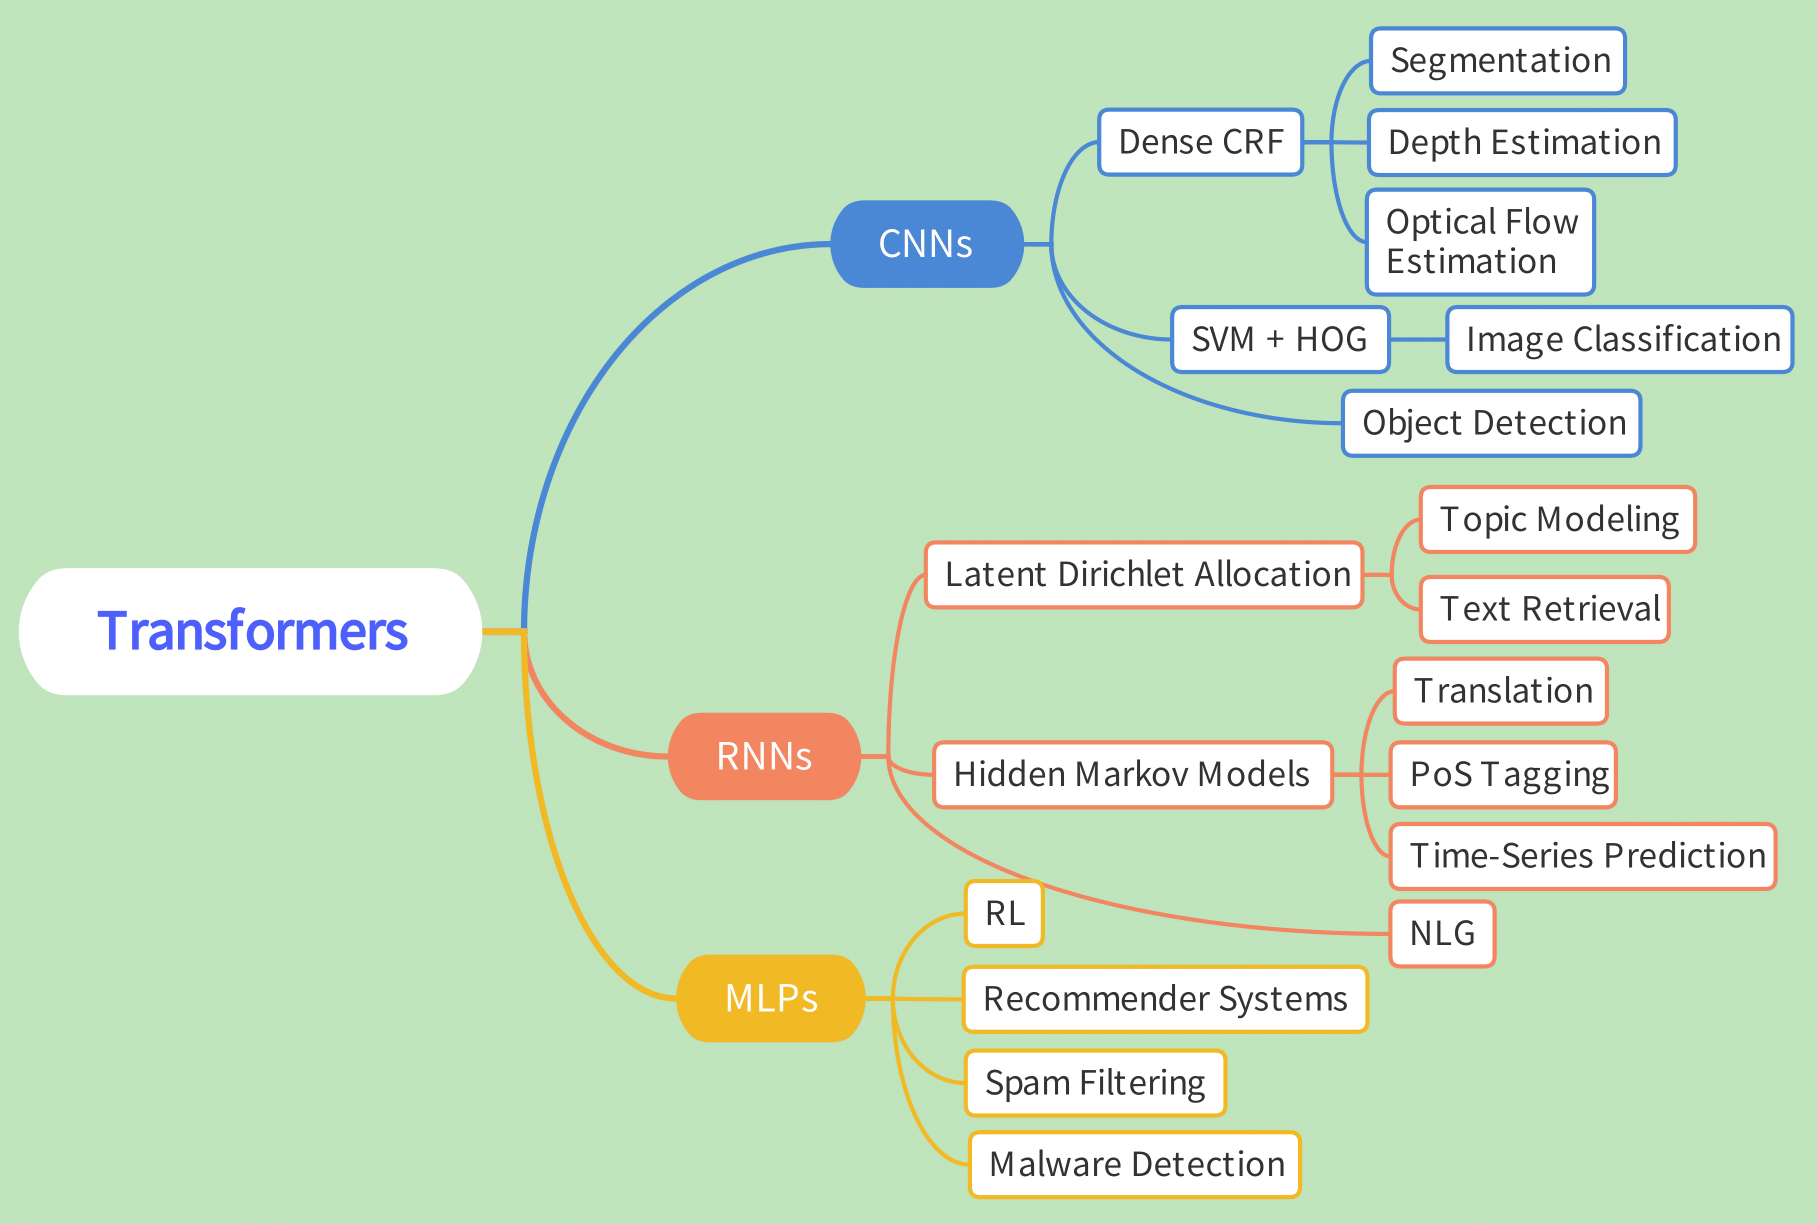 Transformers
CNNs
Dense CRF
Segmentation
Depth Estimation
Optical Flow
Estimation
SVM + HOG
Image Classification
Object Detection
RNNs
Latent Dirichlet Allocation
Topic Modeling
Text Retrieval
Hidden Markov Models
Translation
PoS Tagging
Time-Series Prediction
NLG
MLPs
RL
Recommender Systems
Spam Filtering
Malware Detection